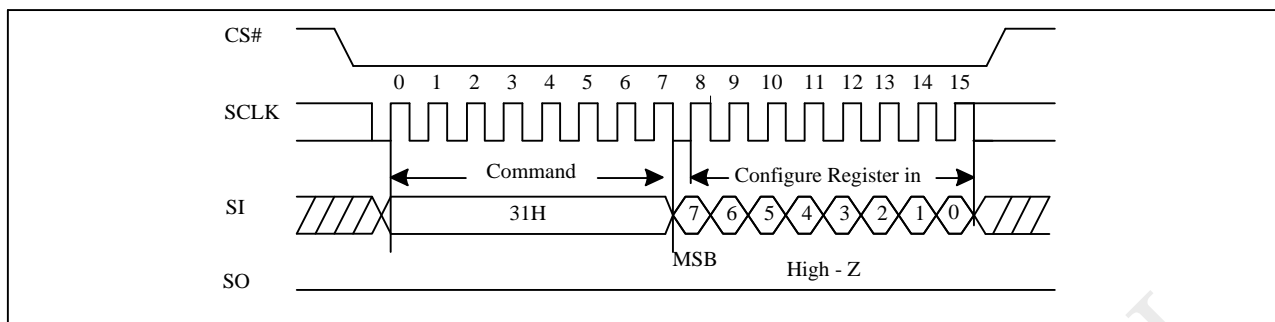 CS#
0 1 2 3 4 5 6 7 8 9 10 11 12 13 14 15
SCLK
Command Configure Register in
SI 31H 7 6 5 4 3 2 1 0
MSB High - Z
SO